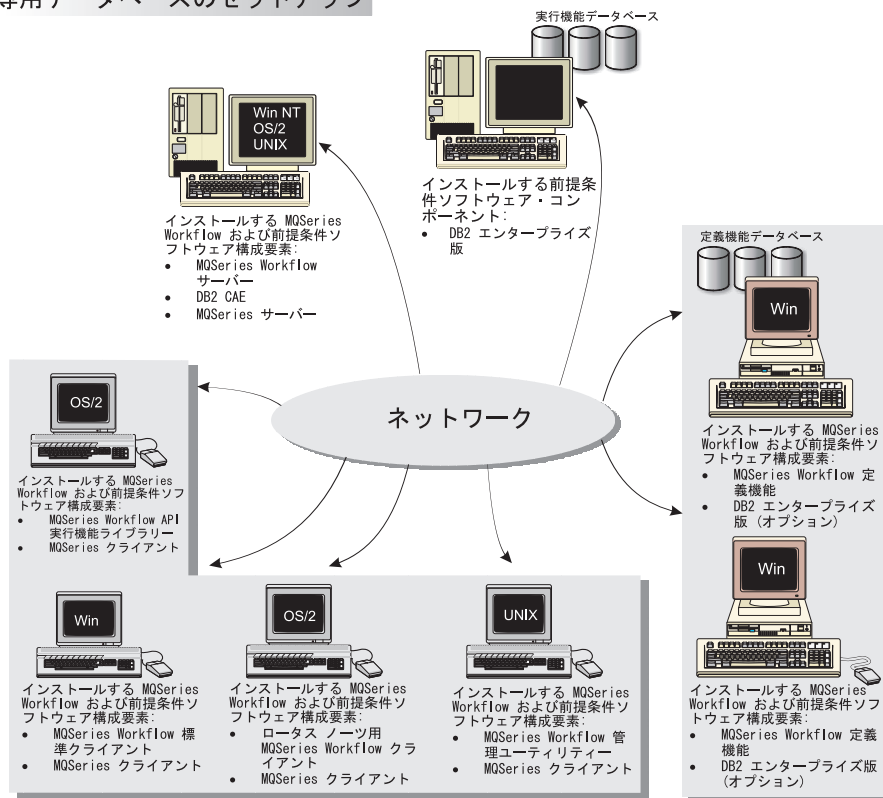 専用データベースのセットアップ
実行機能データベース
Win NT
OS/2
UNIX
インストールする前提条
件ソフトウェア・コン
ポーネント:
• DB2 エンタープライズ
版
インストールする MQSeries
Workflow および前提条件ソ
フトウェア構成要素:
• MQSeries Workflow
サーバー
• DB2 CAE
• MQSeries サーバー
定義機能データベース
Win
インストールする MQSeries
Workflow および前提条件ソ
フトウェア構成要素:
• MQSeries Workflow 定
義機能
• DB2 エンタープライズ
版 (オプション)
ネットワーク
OS/2
インストールする MQSeries
Workflow および前提条件ソフ
トウェア構成要素:
• MQSeries Workflow API
実行機能ライブラリー
• MQSeries クライアント
Win
インストールする MQSeries
Workflow および前提条件ソ
フトウェア構成要素:
• MQSeries Workflow 標
準クライアント
• MQSeries クライアント
OS/2
インストールする MQSeries
Workflow および前提条件ソ
フトウェア構成要素:
• ロータス ノーツ用
MQSeries Workflow クラ
イアント
• MQSeries クライアント
UNIX
インストールする MQSeries
Workflow および前提条件ソ
フトウェア構成要素:
• MQSeries Workflow 管
理ユーティリティー
• MQSeries クライアント
Win
インストールする MQSeries
Workflow および前提条件ソフ
トウェア構成要素:
• MQSeries Workflow 定義
機能
• DB2 エンタープライズ版
(オプション)